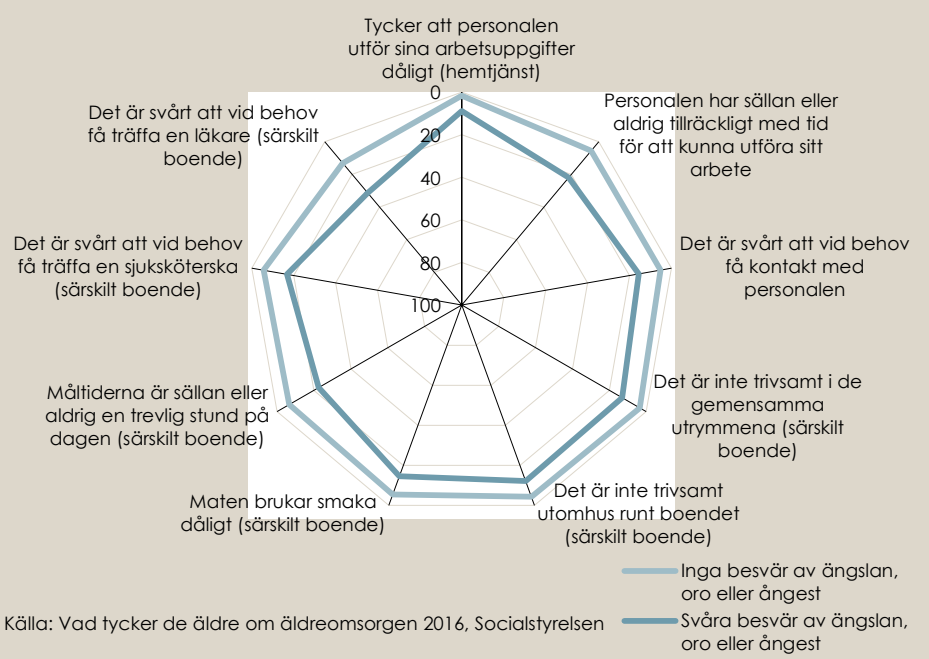 Tycker att personalen
utför sina arbetsuppgifter
dåligt (hemtjänst)
Personalen har sällan eller
aldrig tillräckligt med tid
för att kunna utföra sitt
arbete
Det är svårt att vid behov
få kontakt med
personalen
Det är inte trivsamt i de
gemensamma
utrymmena (särskilt
boende)
Det är inte trivsamt
utomhus runt boendet
(särskilt boende)
Maten brukar smaka
dåligt (särskilt boende)
Måltiderna är sällan eller
aldrig en trevlig stund på
dagen (särskilt boende)
Det är svårt att vid behov
få träffa en sjuksköterska
(särskilt boende)
Det är svårt att vid behov
få träffa en läkare (särskilt
boende)
0
20
40
60
80
100
Inga besvär av ängslan,
oro eller ångest
Svåra besvär av ängslan,
oro eller ångest
Källa: Vad tycker de äldre om äldreomsorgen 2016, Socialstyrelsen